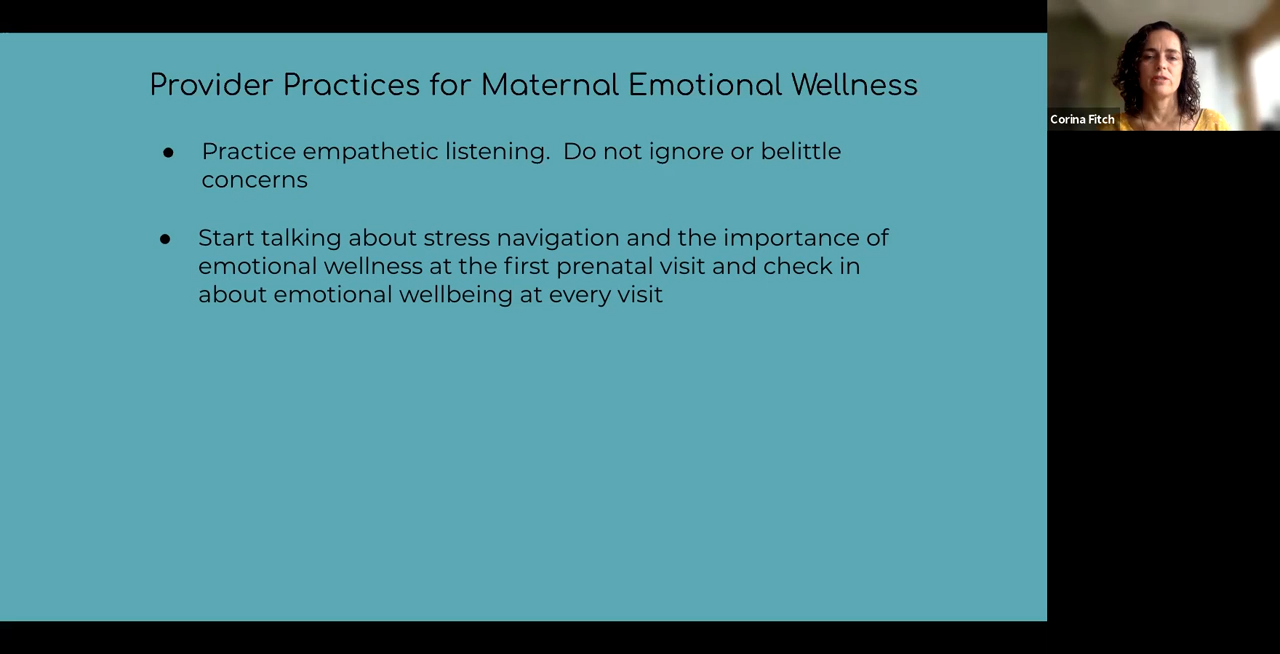 Provider Practices for Maternal Emotional Wellness
● Practice empathetic listening.  Do not ignore or belittle
concerns
● Start talking about stress navigation and the importance of
emotional wellness at the first prenatal visit and check in
about emotional wellbeing at every visit
Corina Fitch